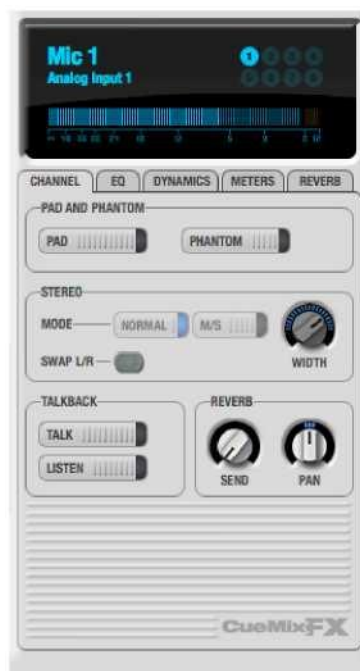 Mic 1
1
Analog Input 1
CHANNEL EQ DYNAMICS METERS REVERB
PAD AND PHANTOM
PAD PHANTOM
STEREO
MODE NORMAL M/S
SWAP L/R WIDTH
TALKBACK REVERB
TALK
LISTEN
SEND PAN
CueMixFX